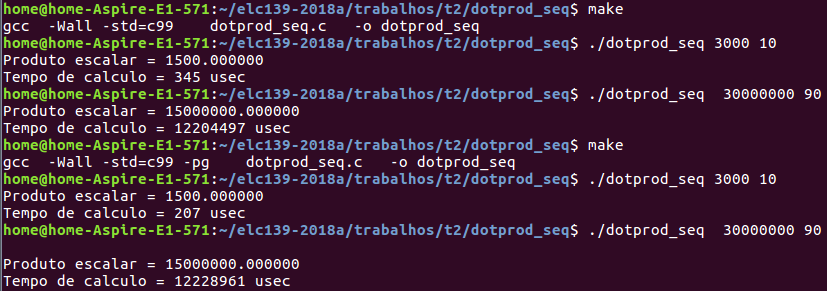 home@home-Aspire-E1-571:~/elc139-2018a/trabalhos/t2/dotprod_seq$ make
gcc  -Wall -std=c99    dotprod_seq.c   -o dotprod_seq
home@home-Aspire-E1-571:~/elc139-2018a/trabalhos/t2/dotprod_seq$ ./dotprod_seq 3000 10
Produto escalar = 1500.000000
Tempo de calculo = 345 usec
home@home-Aspire-E1-571:~/elc139-2018a/trabalhos/t2/dotprod_seq$ ./dotprod_seq  30000000 90
Produto escalar = 15000000.000000
Tempo de calculo = 12204497 usec
home@home-Aspire-E1-571:~/elc139-2018a/trabalhos/t2/dotprod_seq$ make
gcc  -Wall -std=c99 -pg    dotprod_seq.c   -o dotprod_seq
home@home-Aspire-E1-571:~/elc139-2018a/trabalhos/t2/dotprod_seq$ ./dotprod_seq 3000 10
Produto escalar = 1500.000000
Tempo de calculo = 207 usec
home@home-Aspire-E1-571:~/elc139-2018a/trabalhos/t2/dotprod_seq$ ./dotprod_seq  30000000 90
Produto escalar = 15000000.000000
Tempo de calculo = 12228961 usec